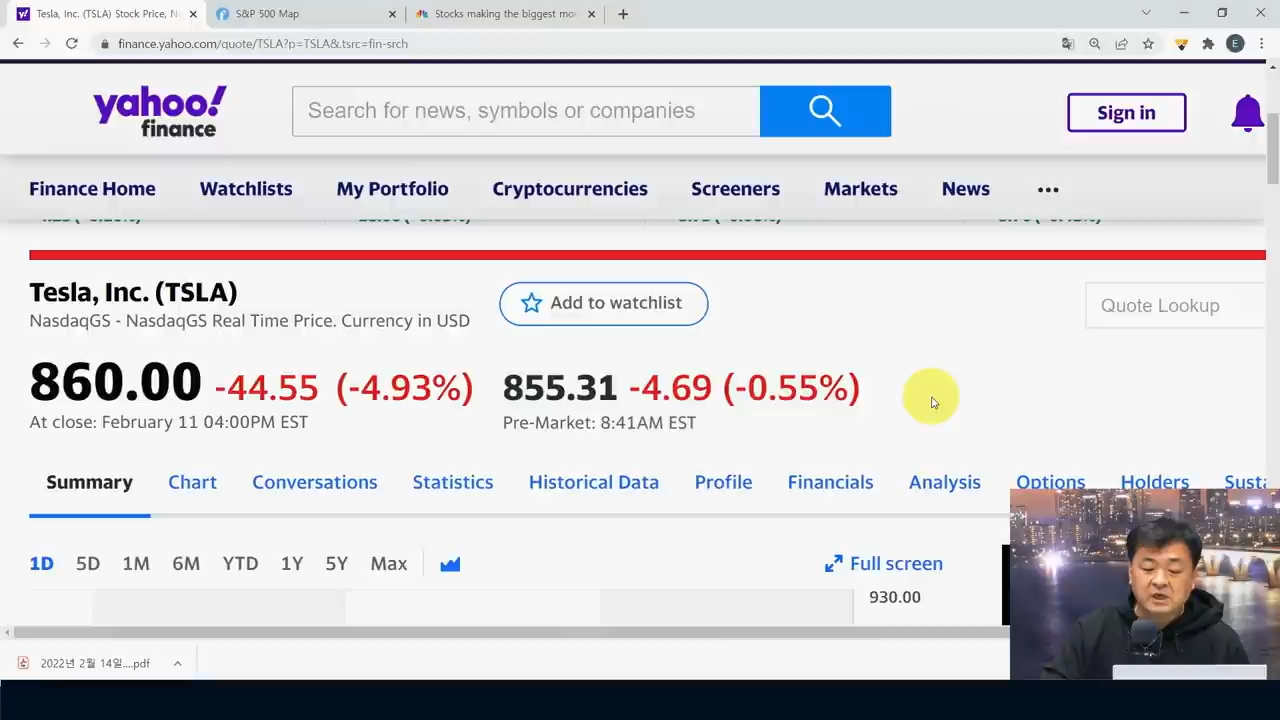 Tesla, Inc. (TSLA) Stock Price, N
S&P 500 Map
Stocks making the biggest mo
finance.yahoo.com/quote/TSLA?p=TSLA&.tsrc=fin-srch
E
yahoo!
finance
Search for news, symbols or companies
Sign in
Finance Home Watchlists My Portfolio Cryptocurrencies Screeners Markets News •••
Tesla, Inc. (TSLA)
NasdaqGS - NasdaqGS Real Time Price. Currency in USD
Add to watchlist
Quote Lookup
860.00 -44.55 (-4.93%)
At close: February 11 04:00PM EST
855.31 -4.69 (-0.55%)
Pre-Market: 8:41AM EST
Summary Chart Conversations Statistics Historical Data Profile Financials Analysis Options Holders Susta
1D 5D 1M 6M YTD 1Y 5Y Max
Full screen
930.00
2022년 2월 14일....pdf